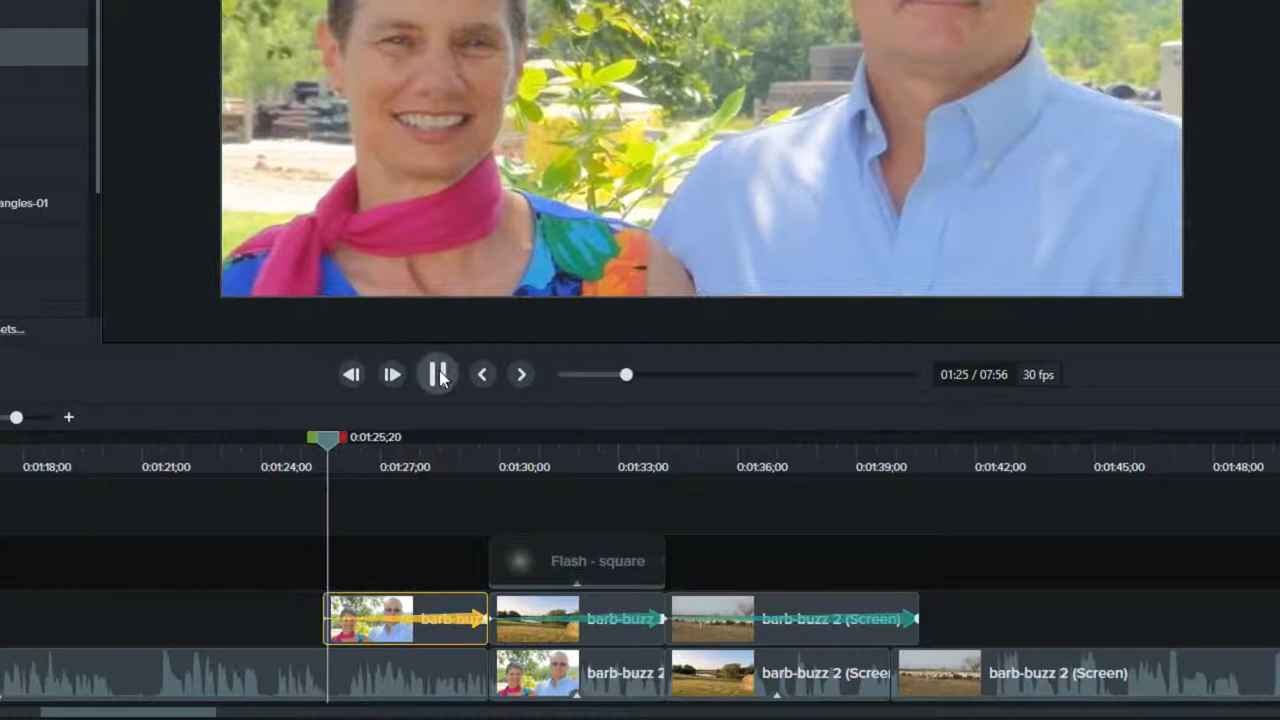 angles-01
ets...
01:25 / 07:56 30 fps
+
0:01:25;20
0:01:18;00 0:01:21;00 0:01:24;00 0:01:27;00 0:01:30;00 0:01:33;00 0:01:36;00 0:01:39;00 0:01:42;00 0:01:45;00 0:01:48;00
Flash - square
barb-buz barb-buzz barb-buzz 2 (Screen)
barb-buzz 2 barb-buzz 2 (Scree barb-buzz 2 (Screen)